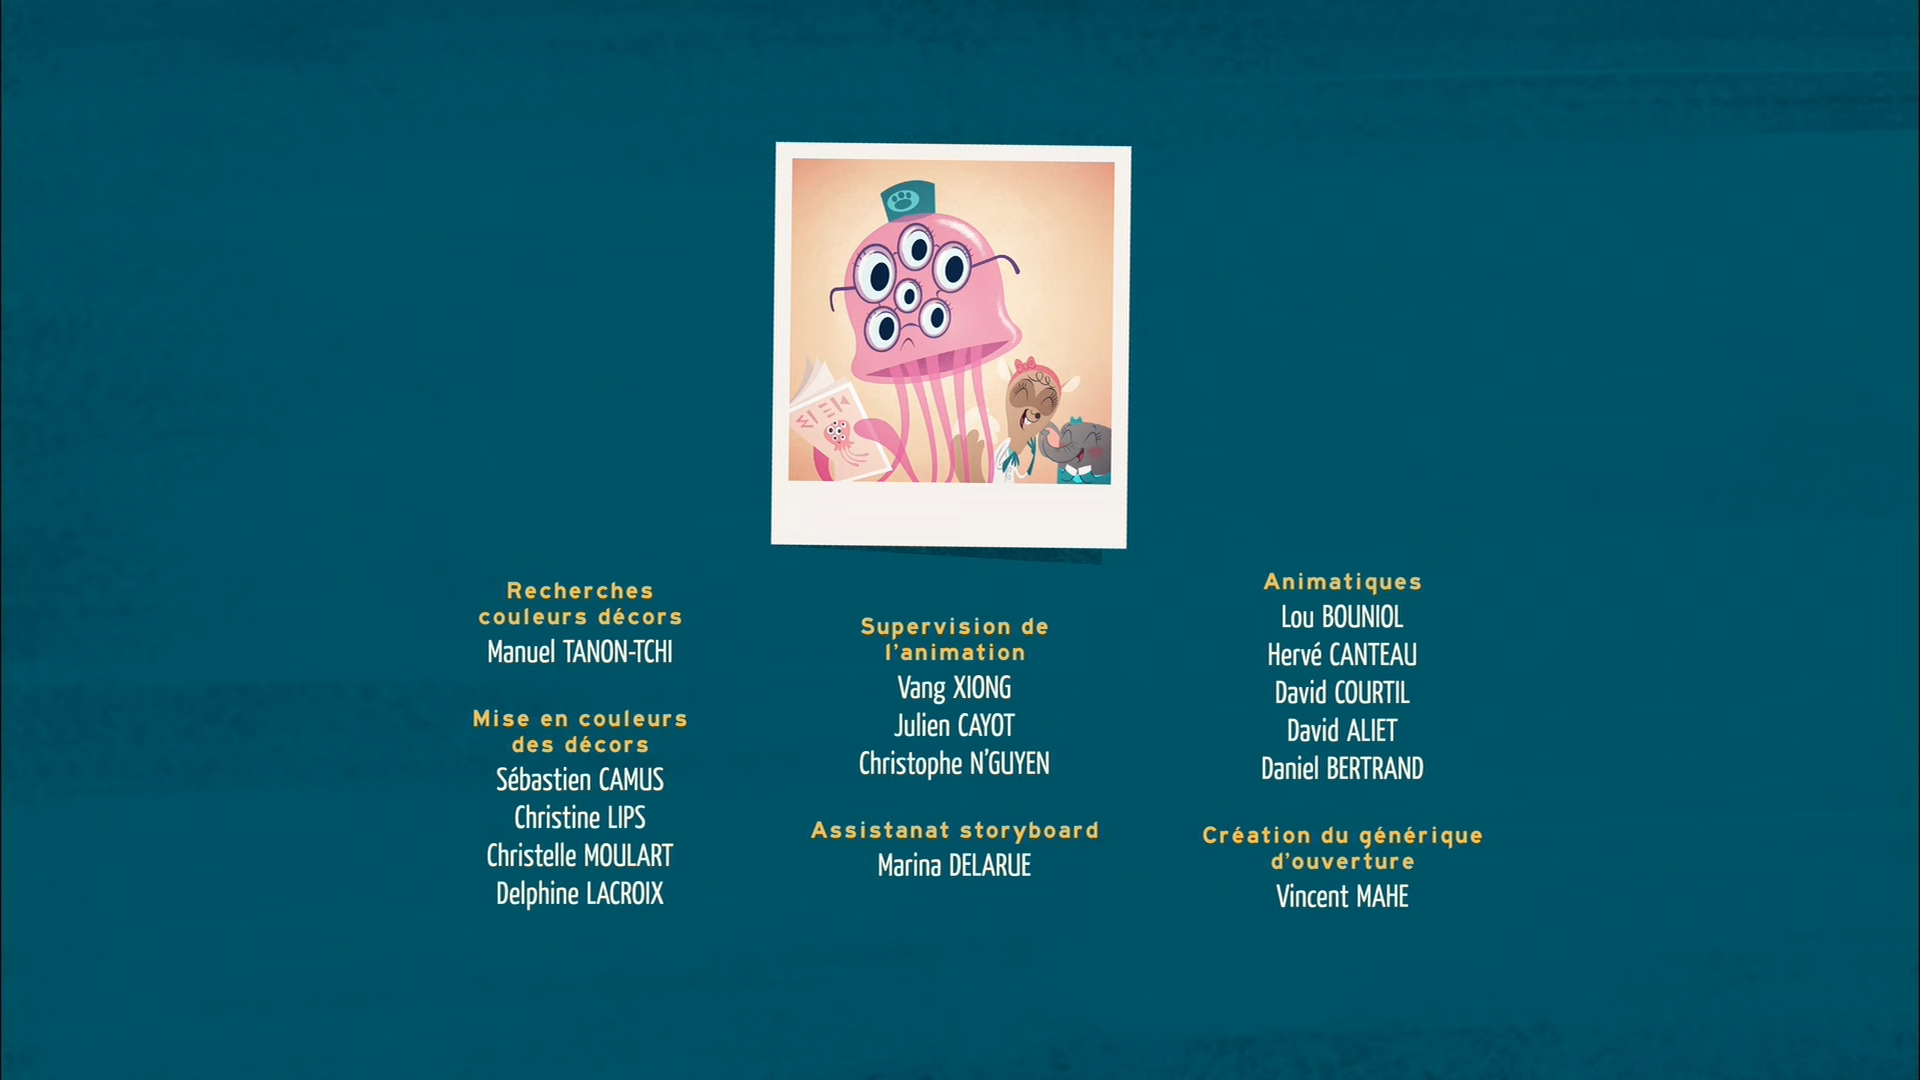 Recherches
couleurs décors
Manuel TANON-TCHI
Mise en couleurs
des décors
Sébastien CAMUS
Christine LIPS
Christelle MOULART
Delphine LACROIX
Supervision de
l'animation
Vang XIONG
Julien CAYOT
Christophe N'GUYEN
Assistanat storyboard
Marina DELARUE
Animatiques
Lou BOUNIOL
Hervé CANTEAU
David COURTIL
David ALIET
Daniel BERTRAND
Création du générique
d'ouverture
Vincent MAHE